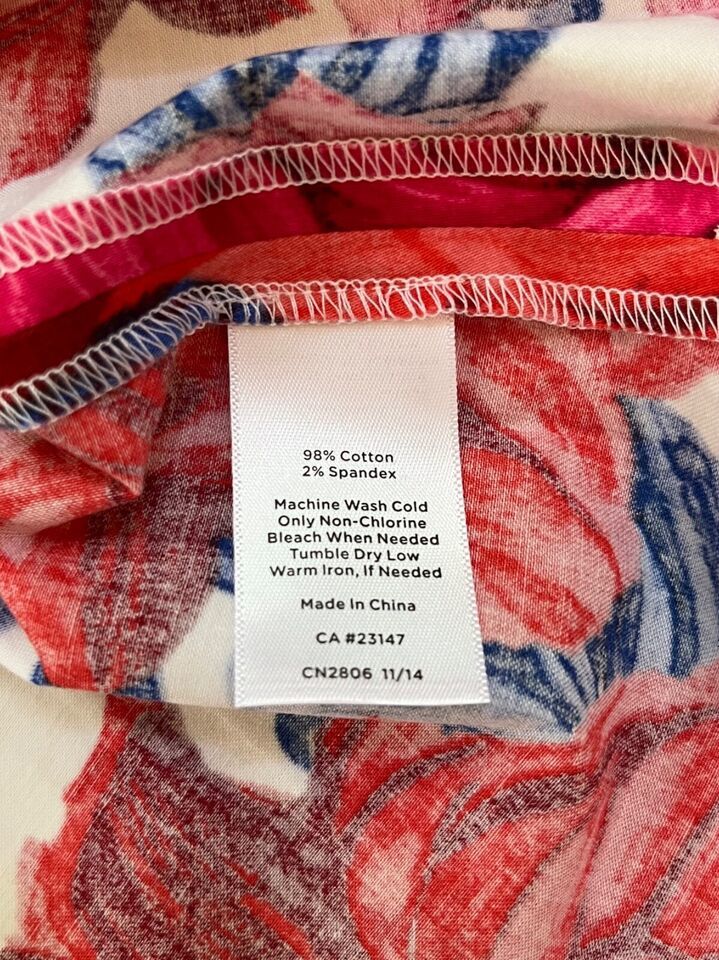 98% Cotton
2% Spandex
Machine Wash Cold
Only Non-Chlorine
Bleach When Needed
Tumble Dry Low
Warm Iron, If Needed
Made In China
CA #23147
CN2806 11/14